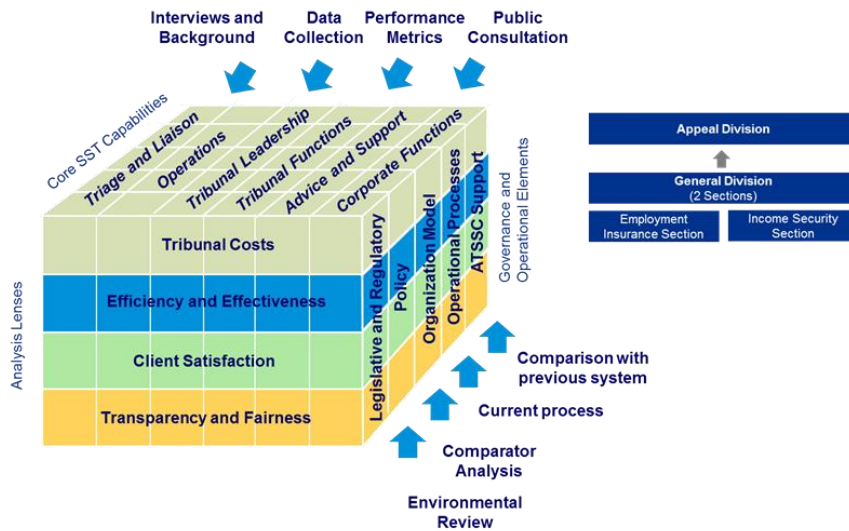 Interviews and
Background
Data
Collection
Performance
Metrics
Public
Consultation
Core SST Capabilities
Triage and Liaison
Operations
Tribunal Leadership
Tribunal Functions
Advice and Support
Corporate Functions
Analysis Lenses
Tribunal Costs
Efficiency and Effectiveness
Client Satisfaction
Transparency and Fairness
Legislative and Regulatory
Policy
Organization Model
Operational Processes
ATSSC Support
Governance and
Operational Elements
Comparison with
previous system
Current process
Comparator
Analysis
Environmental
Review
Appeal Division
General Division
(2 Sections)
Employment
Insurance Section
Income Security
Section